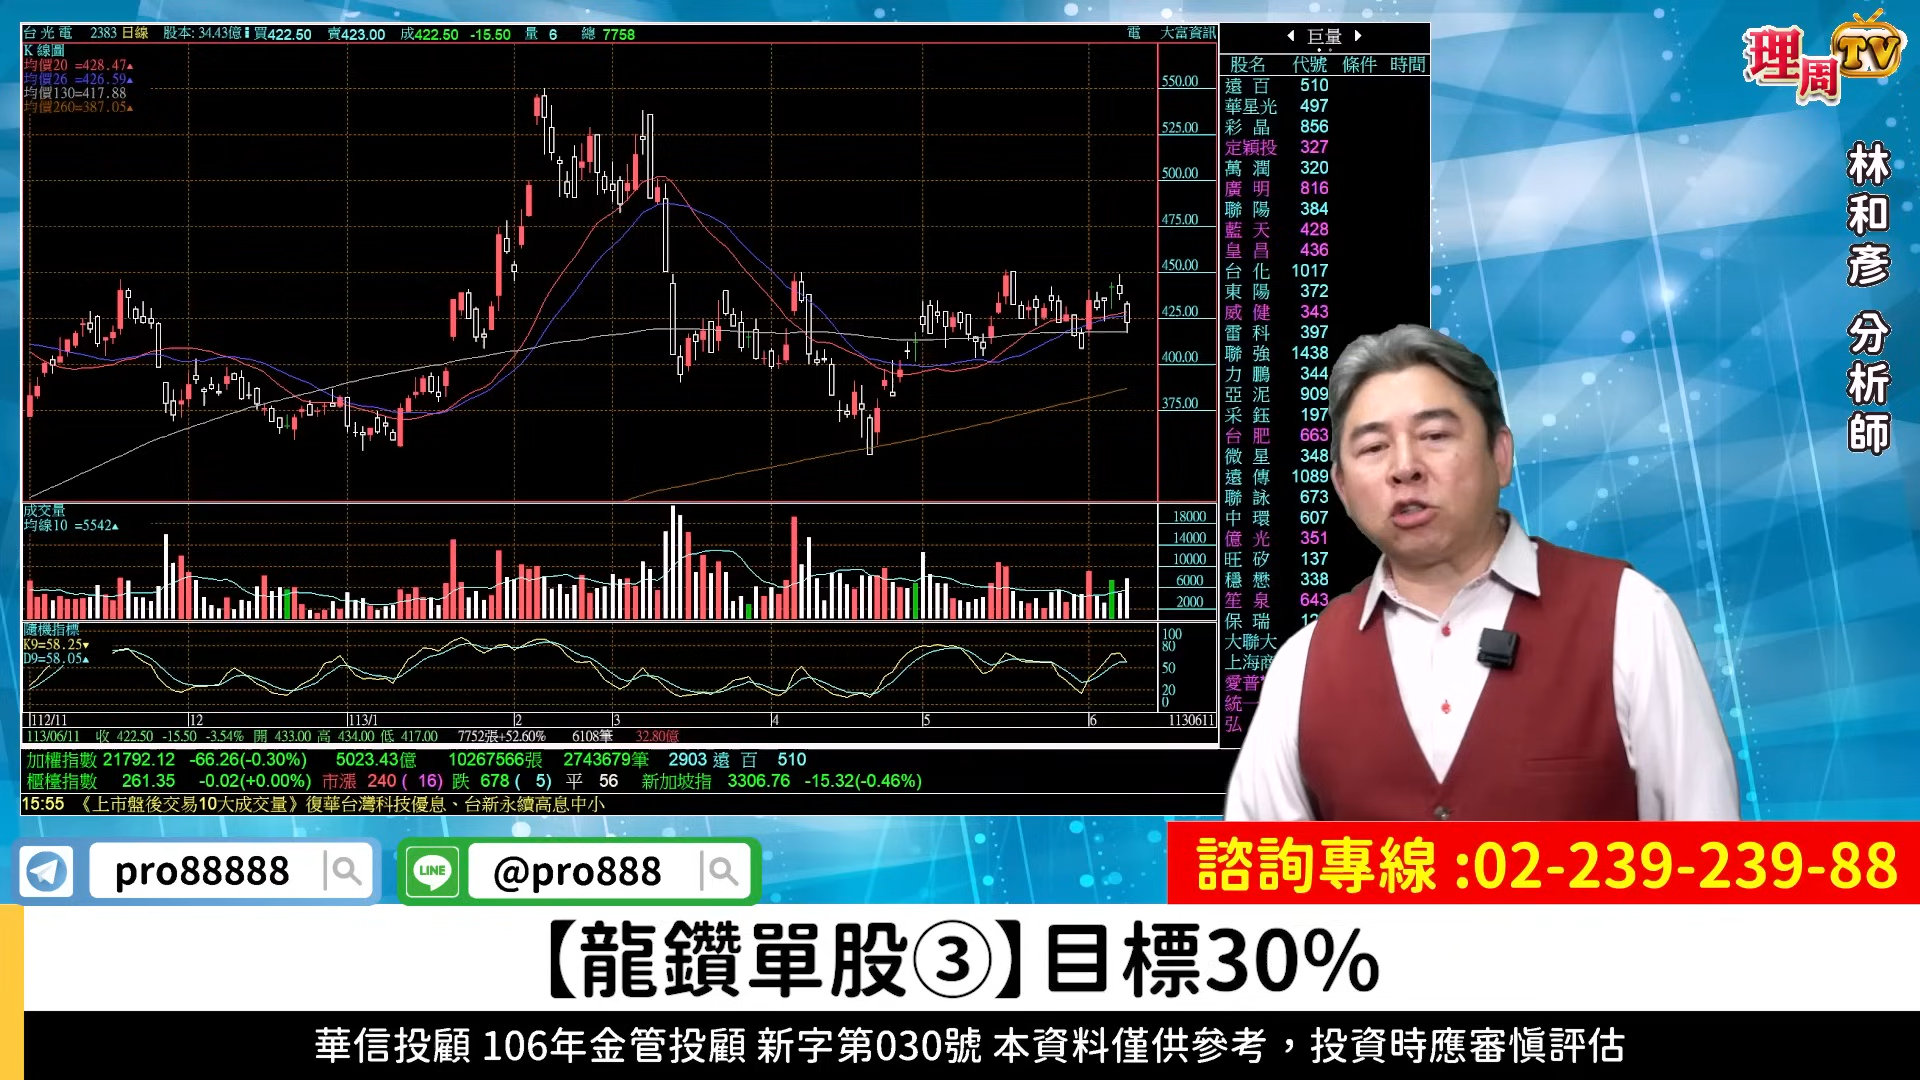 台光電 2383 日線 股本: 34.43億 買422.50 賣423.00 成422.50 -15.50 量 6 總 7758 電 大富資訊
K 線圖
均價20 =428.47▲
均價26 =426.59▲
均價130=417.88
均價260=387.05▲
550.00
525.00
500.00
475.00
450.00
425.00
400.00
375.00
成交量
均線10 =5542▲
18000
14000
10000
6000
2000
隨機指標
K9=58.25▼
D9=58.05▲
100
80
50
20
0
112/11 12 113/1 2 3 4 5 6 1130611
113/06/11 收 422.50 -15.50 -3.54% 開 433.00 高 434.00 低 417.00 7752張+52.60% 6108筆 32.80億
加權指數 21792.12 -66.26(-0.30%) 5023.43億 10267566張 2743679筆 2903 遠百 510
櫃檯指數 261.35 -0.02(+0.00%) 市漲 240 ( 16) 跌 678 ( 5) 平 56 新加坡指 3306.76 -15.32(-0.46%)
15:55 《上市盤後交易10大成交量》復華台灣科技優息、台新永續高息中小
巨量
股名 代號 條件 時間
遠百 510
華星光 497
彩晶 856
定穎投 327
萬潤 320
廣明 816
聯陽 384
藍天 428
皇昌 436
台化 1017
東陽 372
威健 343
雷科 397
聯強 1438
力鵬 344
亞泥 909
采鈺 197
台肥 663
微星 348
遠傳 1089
聯詠 673
中環 607
億光 351
旺矽 137
穩懋 338
笙泉 643
保瑞
大聯大
上海商
愛普*
統一
弘
理周TV
林和彥 分析師
pro88888
LINE
@pro888
諮詢專線 :02-239-239-88
【龍鑽單股③】目標30%
華信投顧 106年金管投顧 新字第030號 本資料僅供參考，投資時應審慎評估